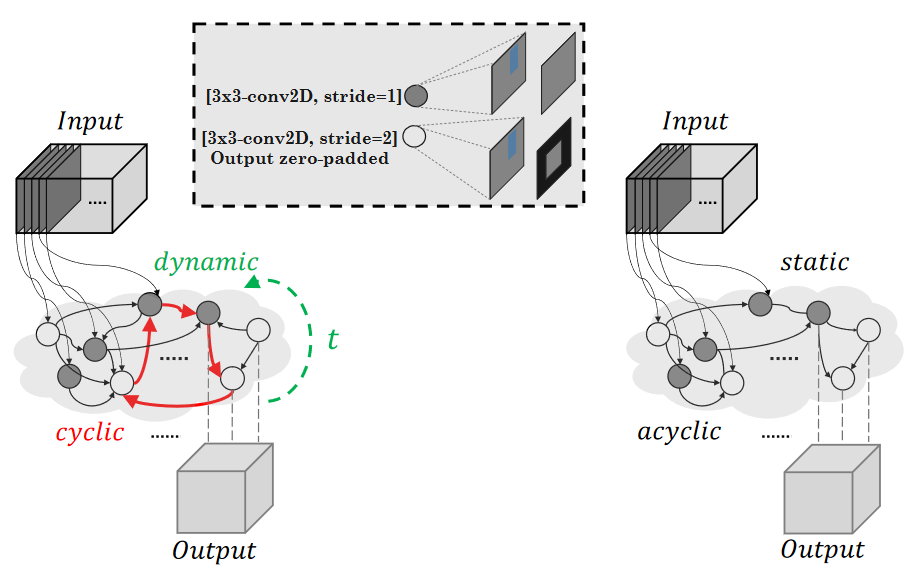 [3x3-conv2D, stride=1]
[3x3-conv2D, stride=2]
Output zero-padded
Input
....
dynamic
t
......
cyclic ......
Output
Input
....
static
......
acyclic ......
Output